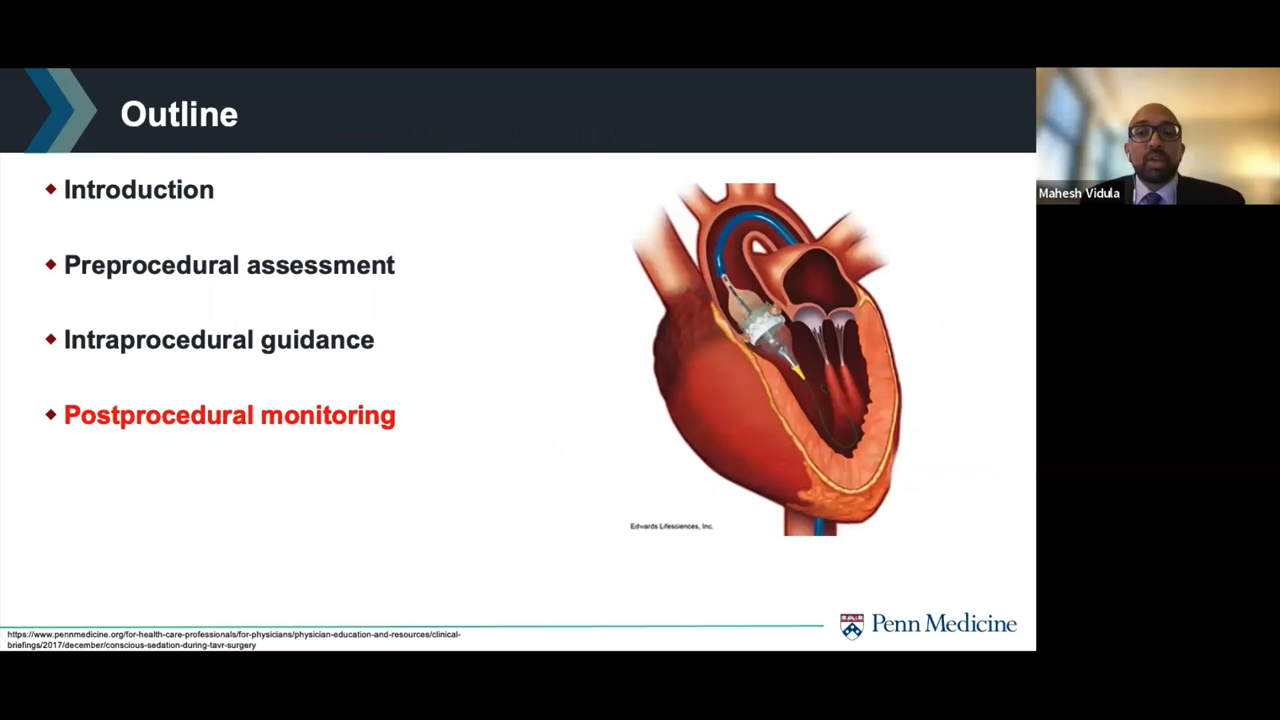 Outline
Introduction
Preprocedural assessment
Intraprocedural guidance
Postprocedural monitoring
Edwards Lifesciences, Inc.
https://www.pennmedicine.org/for-health-care-professionals/for-physicians/physician-education-and-resources/clinical-
briefings/2017/december/conscious-sedation-during-tavr-surgery
Penn Medicine
Mahesh Vidula